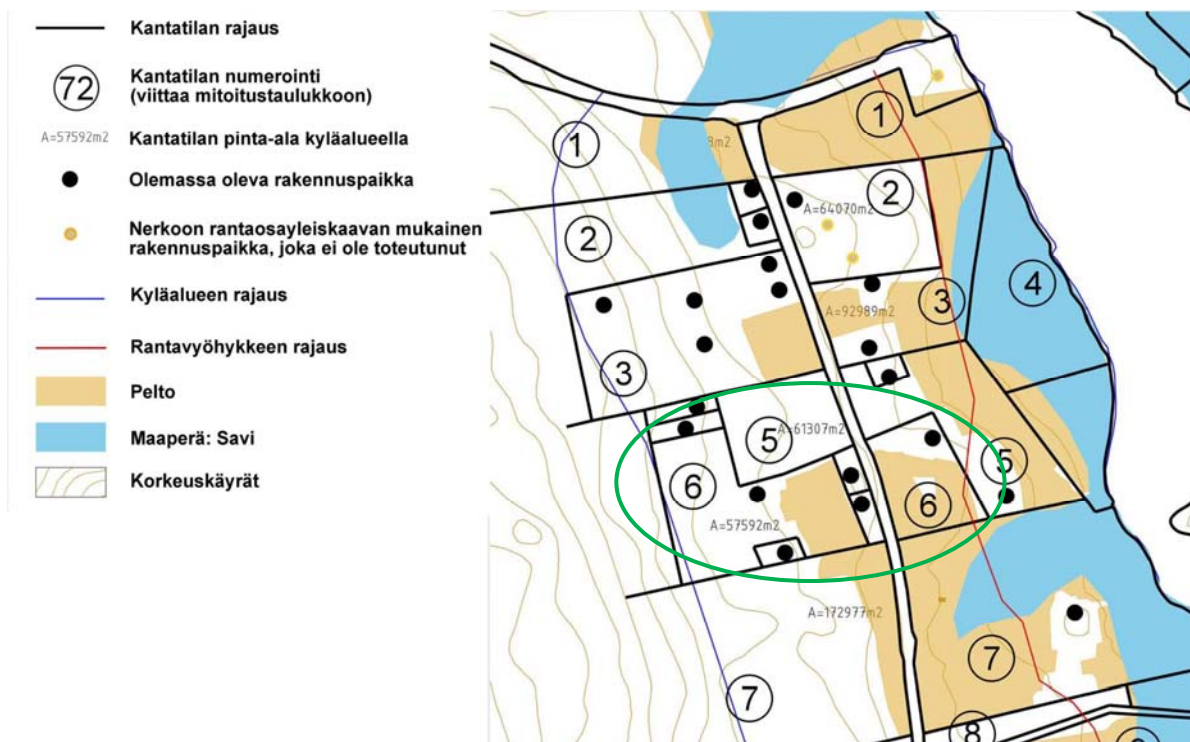 Kantatilan rajaus
72
Kantatilan numerointi
(viittaa mitoitustaulukkoon)
A=57592m2
Kantatilan pinta-ala kyläalueella
Olemassa oleva rakennuspaikka
Nerkoon rantaosayleiskaavan mukainen
rakennuspaikka, joka ei ole toteutunut
Kyläalueen rajaus
Rantavyöhykkeen rajaus
Pelto
Maaperä: Savi
Korkeuskäyrät
1
1
2
2
A=64070m2
4
3
A=92989m2
3
5
A=61307m2
5
6
6
A=57592m2
A=172977m2
7
7
8